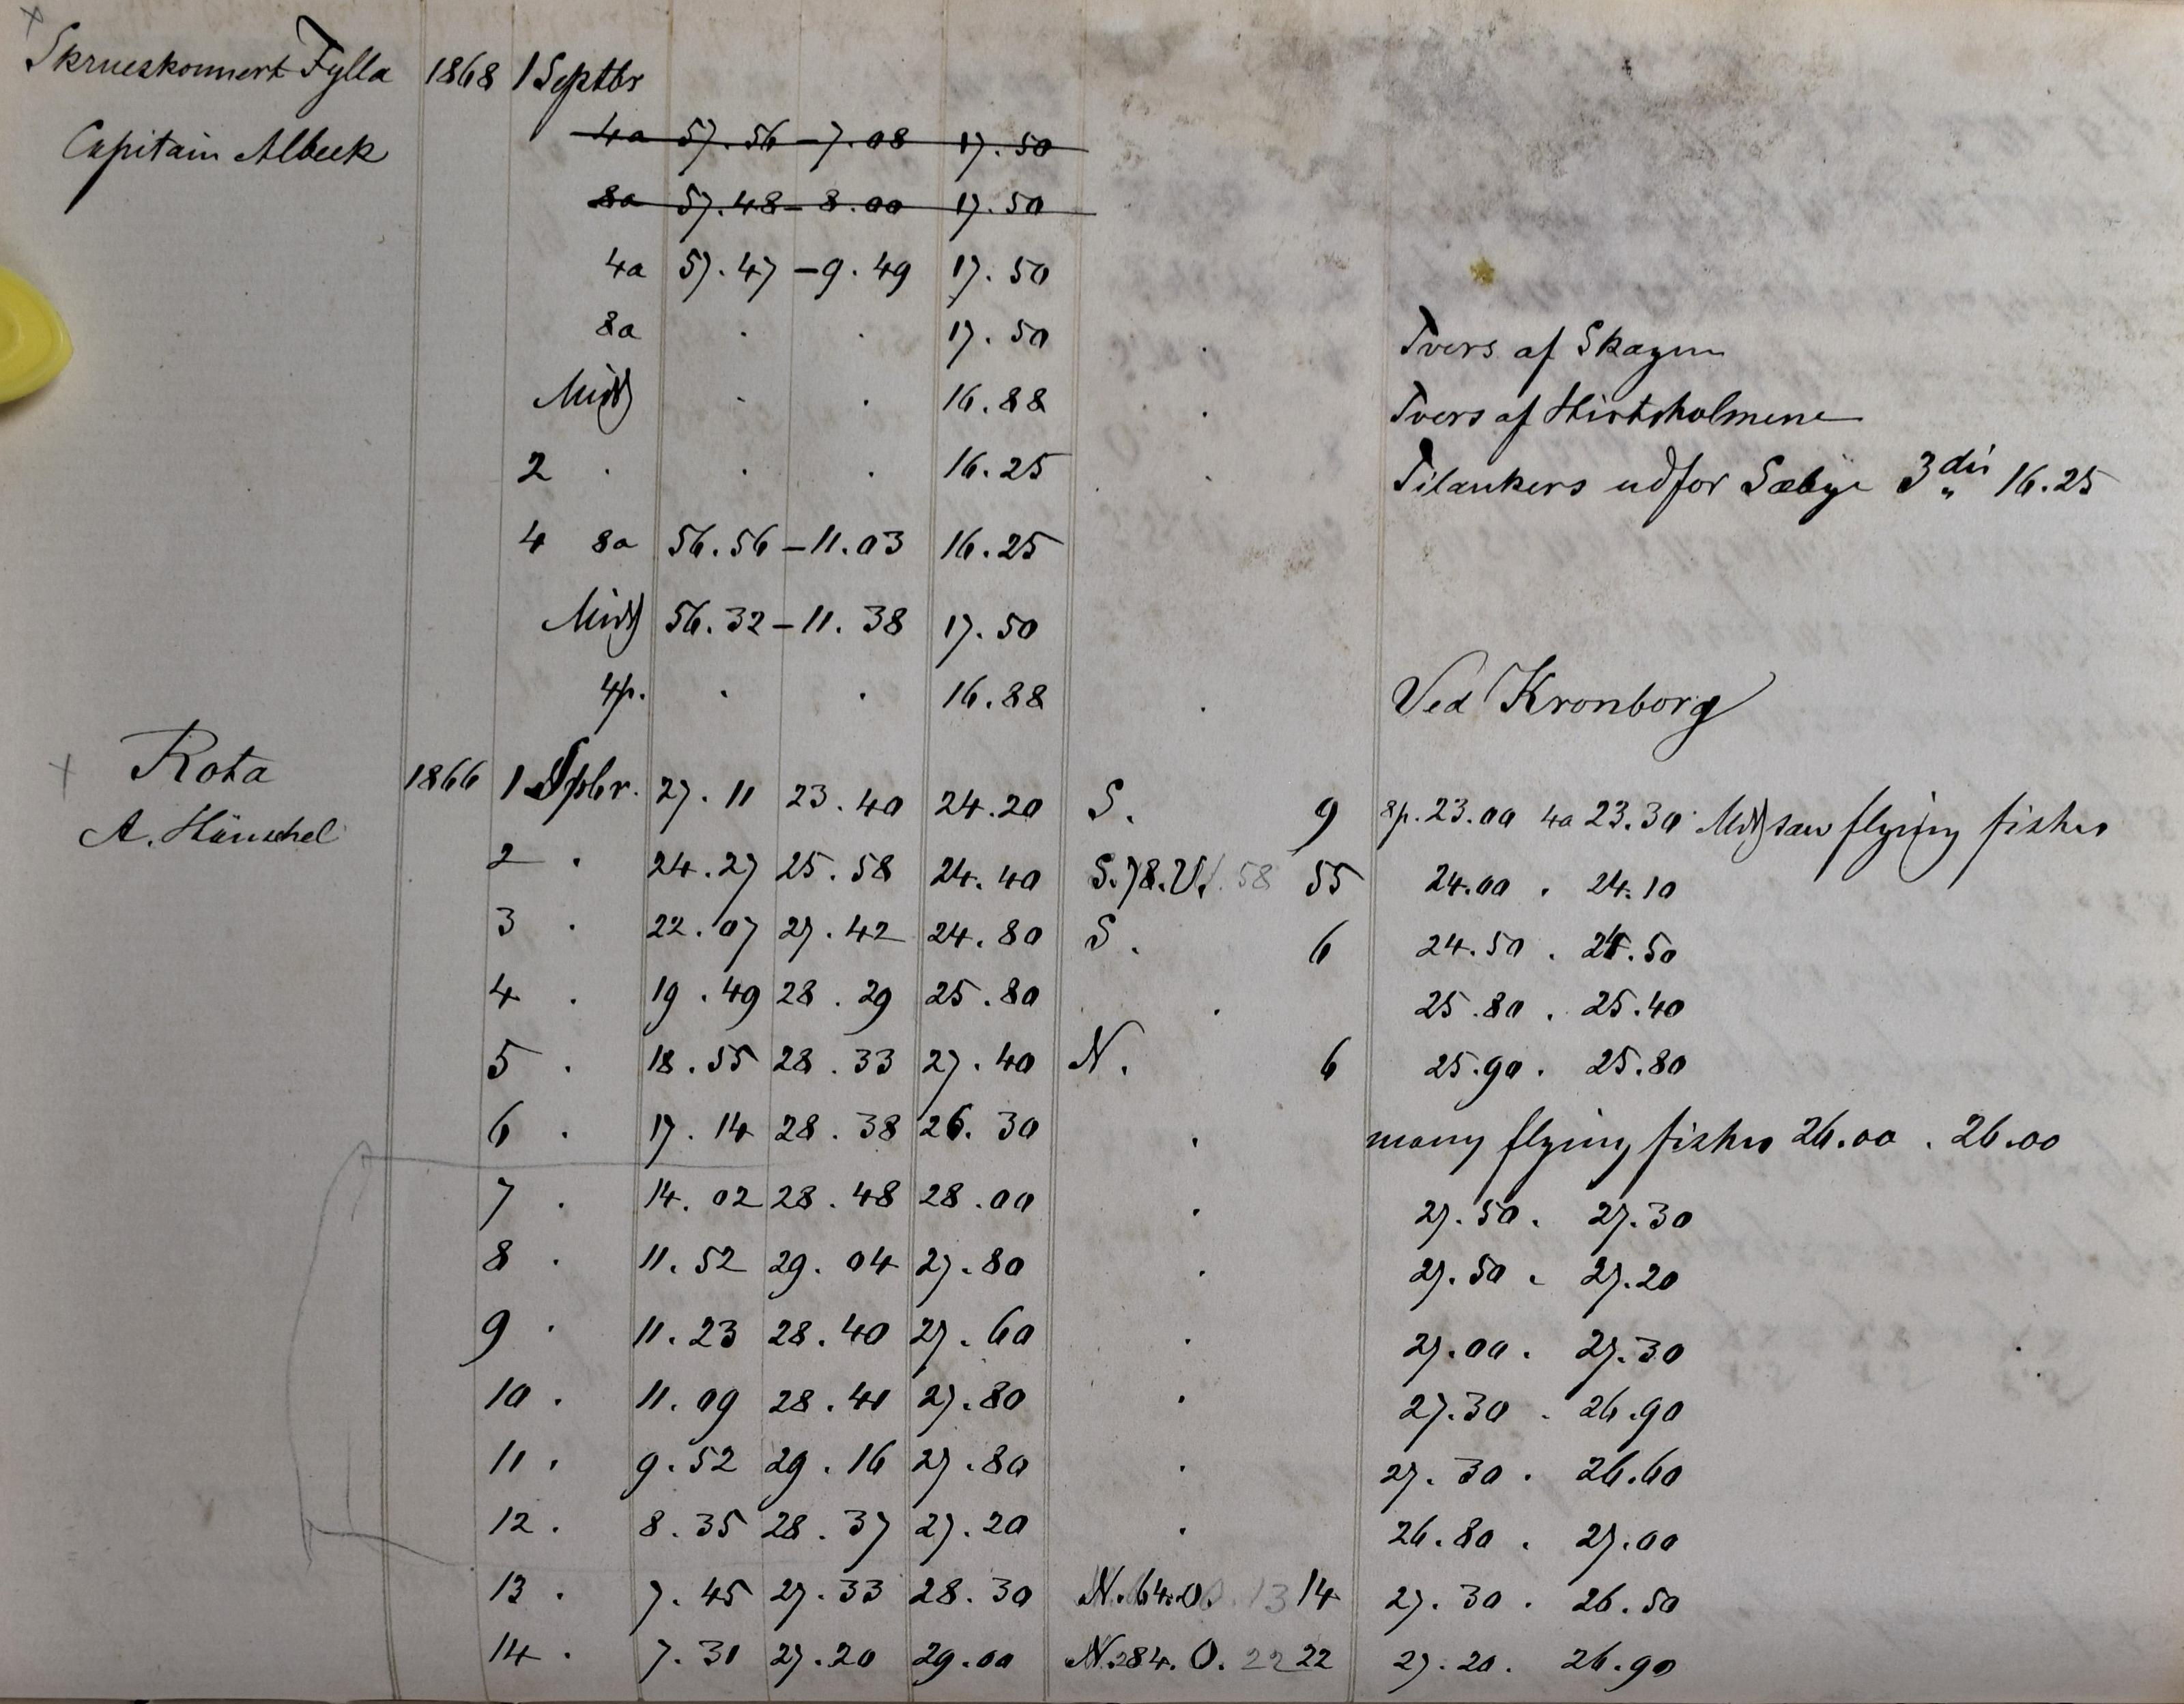 Skrueskonnert Fylla 1868 1 Septbr
Capitain Albeck 4a 57.56 - 7.08 17.50
8a 57.48 - 8.00 17.50
4a 57.47 - 9.49 17.50
8a . . 17.50 . Tvers af Skagen
Midd . . 16.88 . Tvers af Hirtsholmene
2 . . . 16.25 . Tilankers udfor Sæbye 3 die " 16.25
4 8a 56.56 - 11.03 16.25
Midd 56.32 - 11.38 17.50
4p. . . 16.88 . Ved Kronborg
Rota 1866 1 Spbr. 27.11 23.40 24.20 S. 9 8p. 23.00 4a 23.30 Midd saw flying fishes
A. Hänschel
2 . 24.27 25.58 24.40 S.78.V. 58 55 24.00 . 24.10
3 . 22.07 27.42 24.80 S. 6 24.50 . 24.50
4 . 19.49 28.29 25.80 . 25.80 . 25.40
5 . 18.55 28.33 27.40 N. 6 25.90 . 25.80
6 . 17.14 28.38 26.30 . many flying fishes 26.00 . 26.00
7 . 14.02 28.48 28.00 . 27.50 . 27.30
8 . 11.52 29.04 27.80 . 27.50 . 27.20
9 . 11.23 28.40 27.60 . 27.00 . 27.30
10 . 11.09 28.41 27.80 . 27.30 . 26.90
11 . 9.52 29.16 27.80 . 27.30 . 26.60
12 . 8.35 28.37 27.20 . 26.80 . 27.00
13 . 7.45 27.33 28.30 N.64.O. 13 14 27.30 . 26.50
14 . 7.31 27.20 29.00 N.84.O. 22 22 27.20 . 26.90